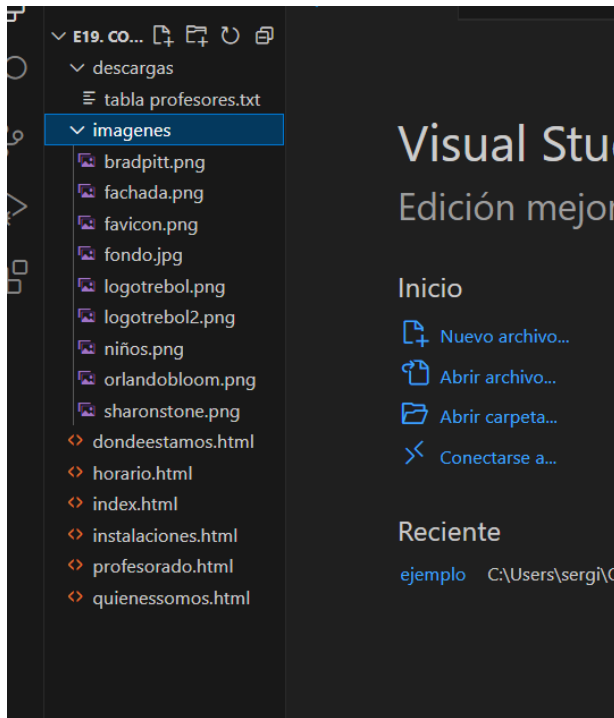 E19. CO...
descargas
tabla profesores.txt
imagenes
bradpitt.png
fachada.png
favicon.png
fondo.jpg
logotrebol.png
logotrebol2.png
niños.png
orlandobloom.png
sharonstone.png
dondeestamos.html
horario.html
index.html
instalaciones.html
profesorado.html
quienessomos.html
Visual Stu
Edición mejor
Inicio
Nuevo archivo...
Abrir archivo...
Abrir carpeta...
Conectarse a...
Reciente
ejemplo C:\Users\sergi\